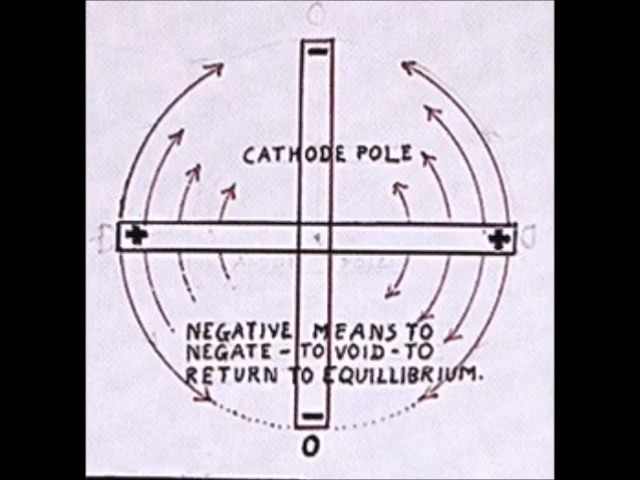 O
−
CATHODE POLE
+ +
NEGATIVE MEANS TO
NEGATE - TO VOID - TO
RETURN TO EQUILLIBRIUM.
−
O